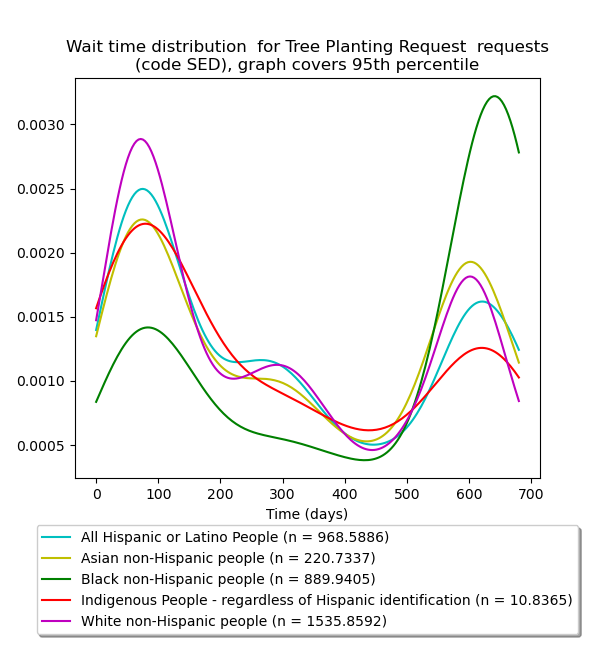 Wait time distribution  for Tree Planting Request  requests
(code SED), graph covers 95th percentile
0.0030
0.0025
0.0020
0.0015
0.0010
0.0005
0 100 200 300 400 500 600 700
Time (days)
All Hispanic or Latino People (n = 968.5886)
Asian non-Hispanic people (n = 220.7337)
Black non-Hispanic people (n = 889.9405)
Indigenous People - regardless of Hispanic identification (n = 10.8365)
White non-Hispanic people (n = 1535.8592)